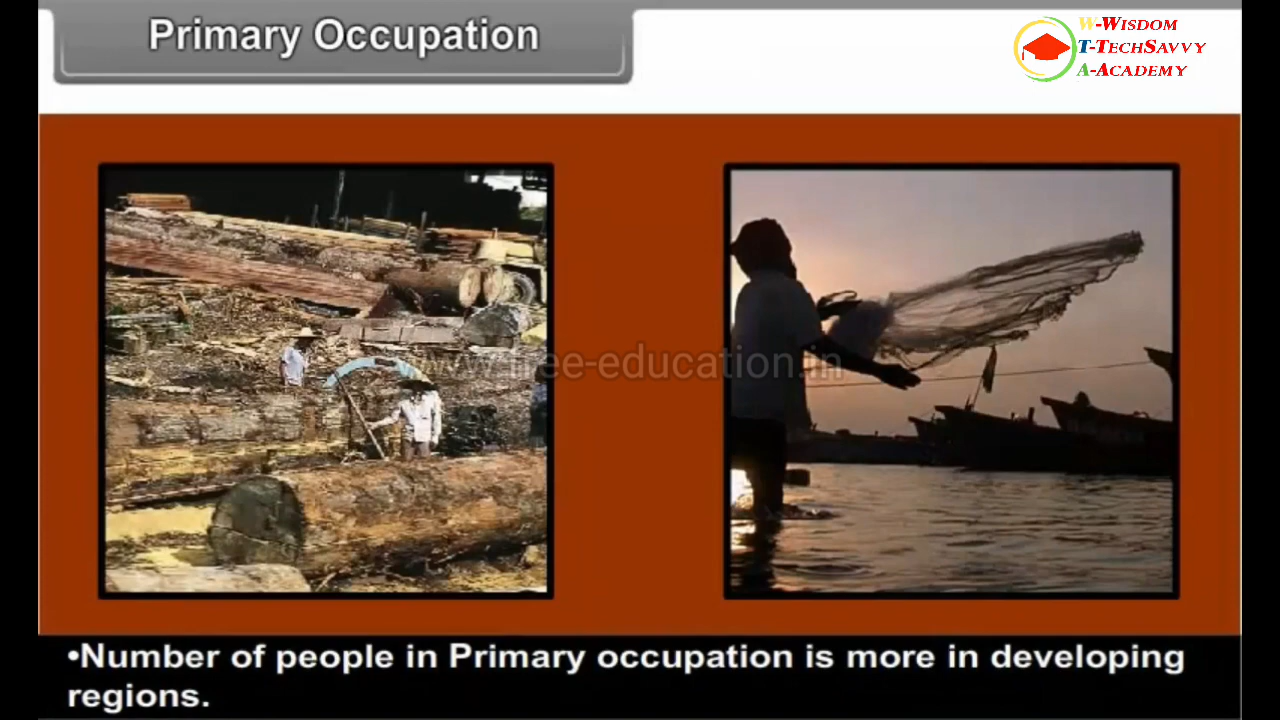 Primary Occupation
W-WISDOM
T-TECHSAVVY
A-ACADEMY
www.free-education.in
•Number of people in Primary occupation is more in developing
regions.